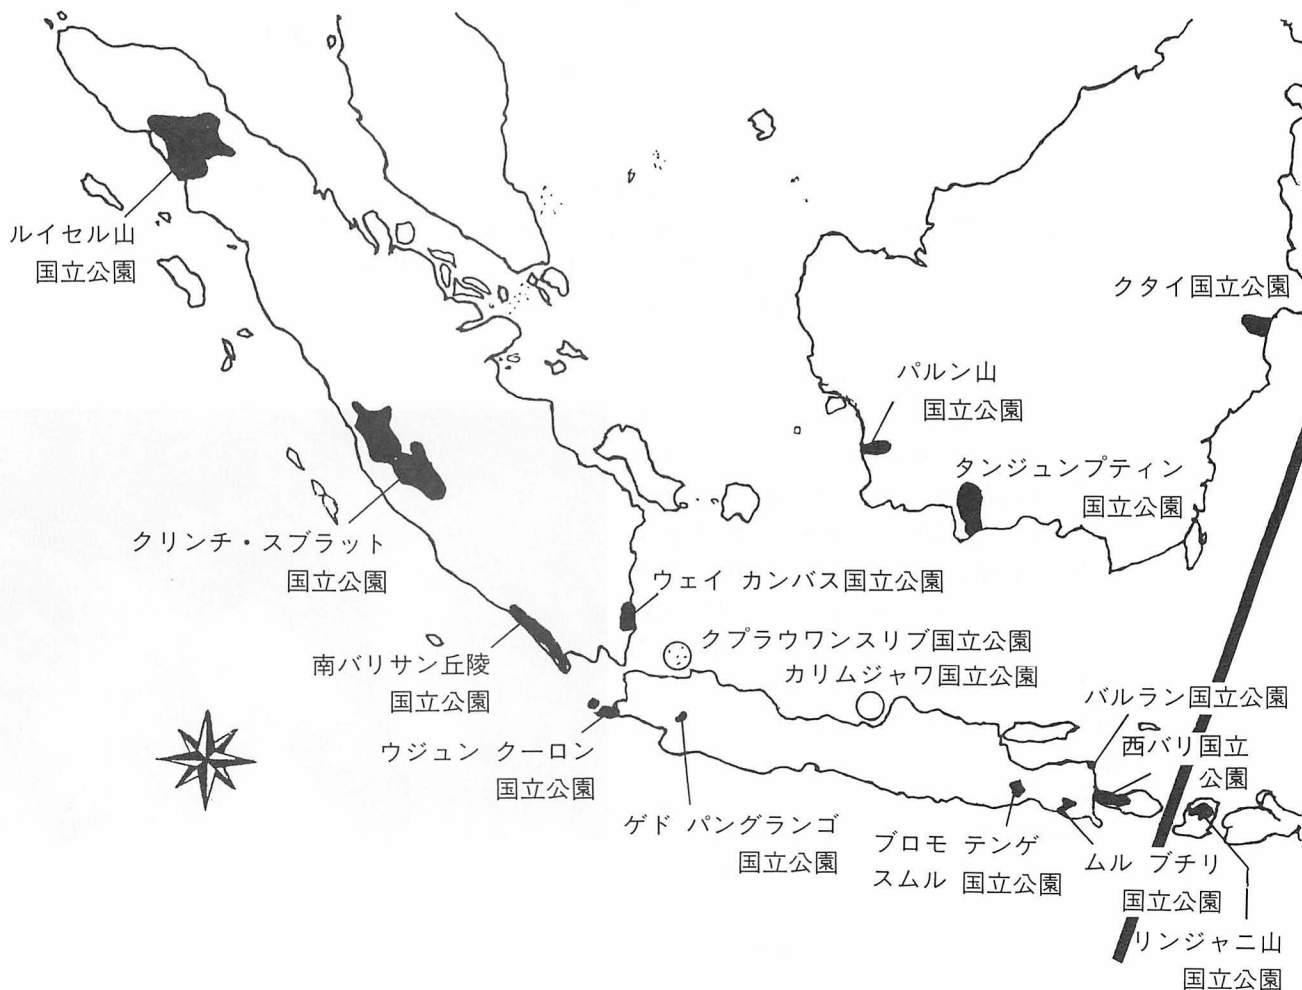 ルイセル山
国立公園
クタイ国立公園
パルン山
国立公園
タンジュンプティン
国立公園
クリンチ・スブラット
国立公園
ウェイ カンバス国立公園
クプラウワンスリブ国立公園
南バリサン丘陵
国立公園
カリムジャワ国立公園
バルラン国立公園
ウジュン クーロン
国立公園
西バリ国立
公園
ゲド パングランゴ
国立公園
ブロモ テンゲ
スムル 国立公園
ムル ブチリ
国立公園
リンジャニ山
国立公園